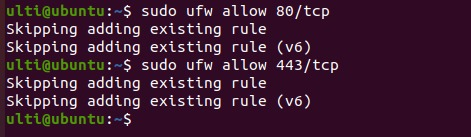 ulti@ubuntu:~$ sudo ufw allow 80/tcp
Skipping adding existing rule
Skipping adding existing rule (v6)
ulti@ubuntu:~$ sudo ufw allow 443/tcp
Skipping adding existing rule
Skipping adding existing rule (v6)
ulti@ubuntu:~$